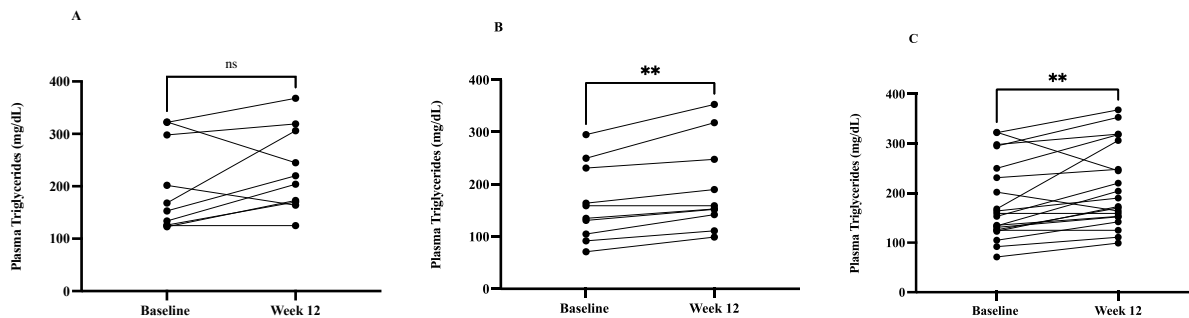 A
ns
Plasma Triglycerides (mg/dL)
400
300
200
100
0
Baseline
Week 12
B
**
Plasma Triglycerides (mg/dL)
400
300
200
100
0
Baseline
Week 12
C
**
Plasma Triglycerides (mg/dL)
400
300
200
100
0
Baseline
Week 12